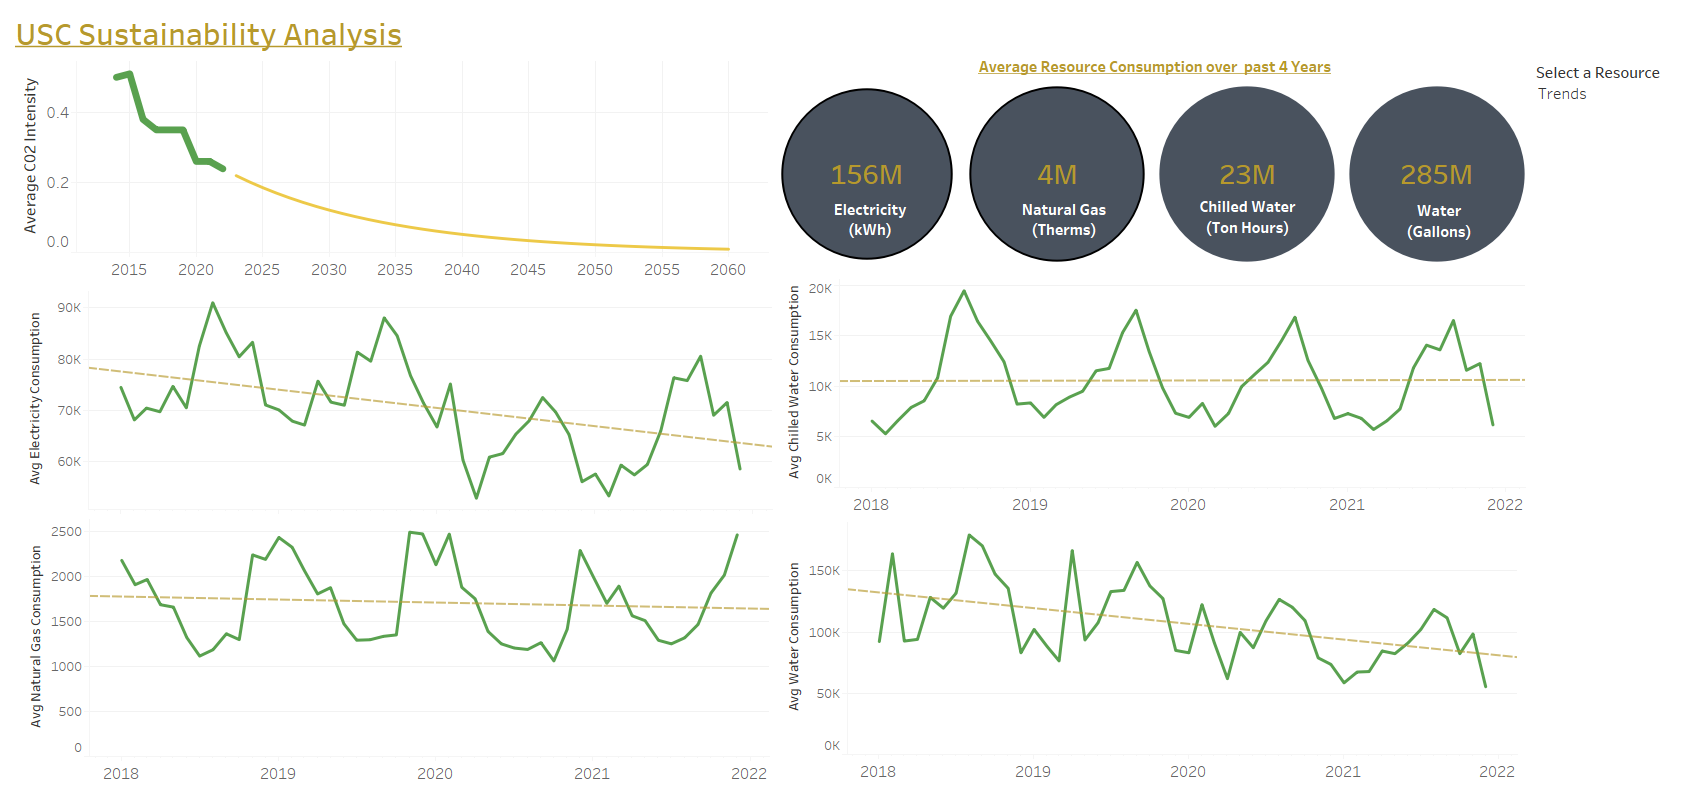 USC Sustainability Analysis
Average C02 Intensity
0.4
0.2
0.0
2015 2020 2025 2030 2035 2040 2045 2050 2055 2060
Average Resource Consumption over past 4 Years
156M
Electricity
(kWh)
4M
Natural Gas
(Therms)
23M
Chilled Water
(Ton Hours)
285M
Water
(Gallons)
Select a Resource
Trends
Avg Electricity Consumption
90K
80K
70K
60K
Avg Chilled Water Consumption
20K
15K
10K
5K
0K
2018 2019 2020 2021 2022
Avg Natural Gas Consumption
2500
2000
1500
1000
500
0
2018 2019 2020 2021 2022
Avg Water Consumption
150K
100K
50K
0K
2018 2019 2020 2021 2022